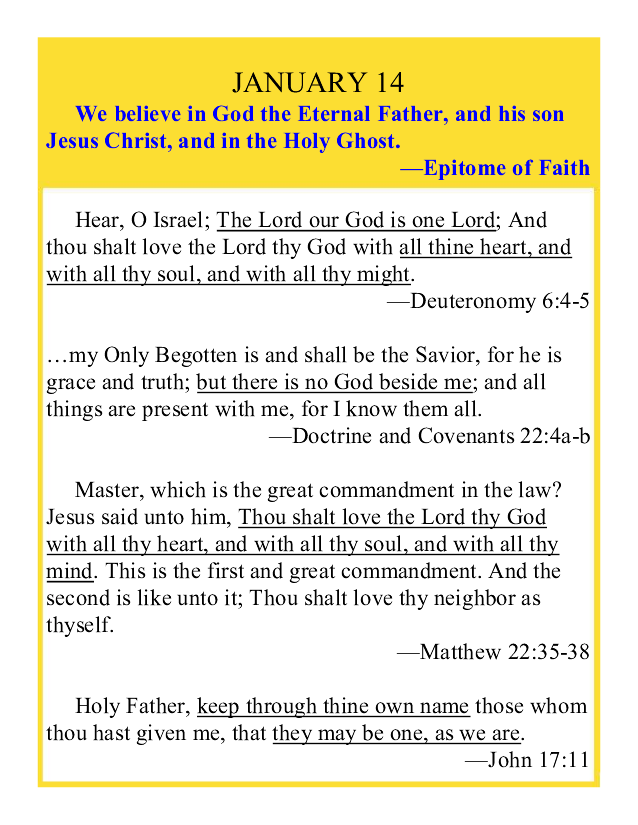 JANUARY 14
We believe in God the Eternal Father, and his son
Jesus Christ, and in the Holy Ghost.
—Epitome of Faith
Hear, O Israel; The Lord our God is one Lord; And
thou shalt love the Lord thy God with all thine heart, and
with all thy soul, and with all thy might.
—Deuteronomy 6:4-5
…my Only Begotten is and shall be the Savior, for he is
grace and truth; but there is no God beside me; and all
things are present with me, for I know them all.
—Doctrine and Covenants 22:4a-b
Master, which is the great commandment in the law?
Jesus said unto him, Thou shalt love the Lord thy God
with all thy heart, and with all thy soul, and with all thy
mind. This is the first and great commandment. And the
second is like unto it; Thou shalt love thy neighbor as
thyself.
—Matthew 22:35-38
Holy Father, keep through thine own name those whom
thou hast given me, that they may be one, as we are.
—John 17:11